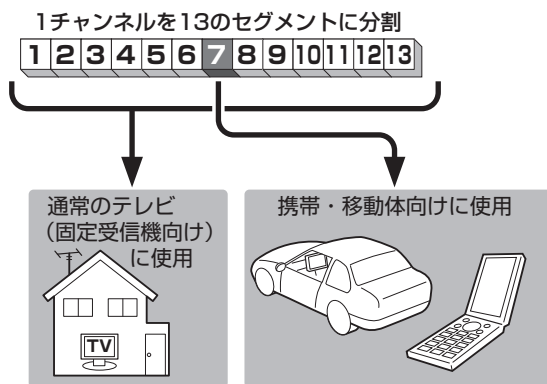 1チャンネルを13のセグメントに分割
1 2 3 4 5 6 7 8 9 10 11 12 13
通常のテレビ
（固定受信機向け）
に使用
TV
携帯・移動体向けに使用